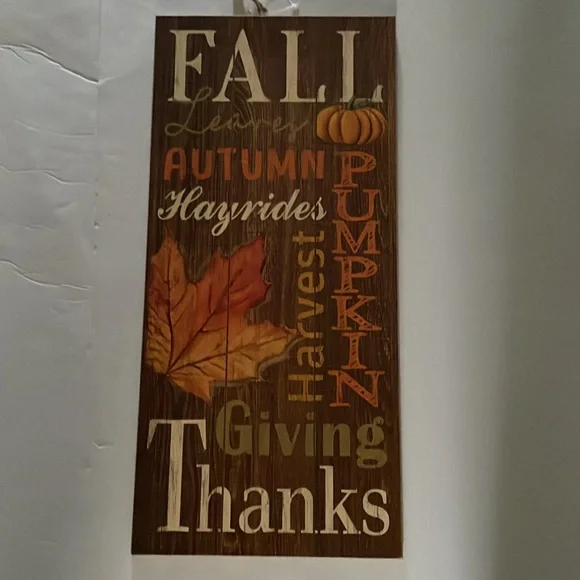 FALL
Leaves
AUTUMN
Hayrides
PUMPKIN
Harvest
Giving
Thanks